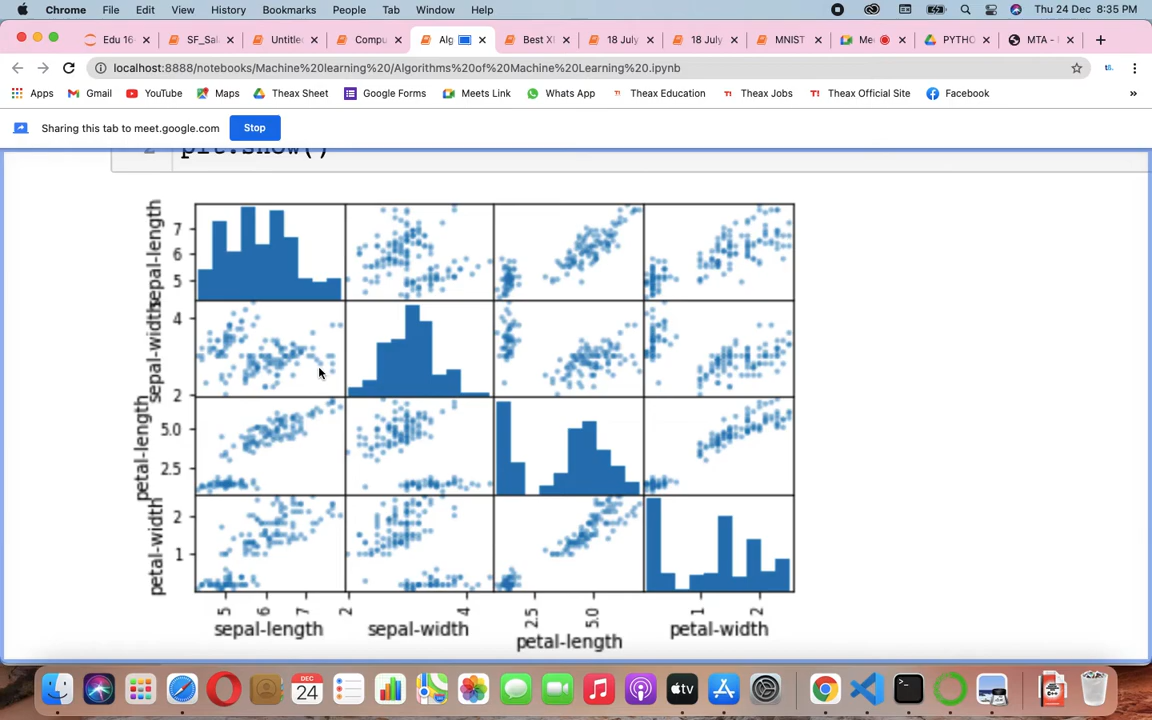 Chrome File Edit View History Bookmarks People Tab Window Help Thu 24 Dec 8:35 PM
Edu 16- SF_Sal Untitle Compu Alg Best XI 18 July 18 July MNIST Me PYTHO MTA - I
localhost:8888/notebooks/Machine%20learning%20/Algorithms%20of%20Machine%20Learning%20.ipynb
Apps Gmail YouTube Maps Theax Sheet Google Forms Meets Link Whats App Theax Education Theax Jobs Theax Official Site Facebook »
Sharing this tab to meet.google.com Stop
2 plt.show()
sepal-length
7
6
5
sepal-width
4
2
petal-length
5.0
2.5
petal-width
2
1
5 6 7 2 4 2.5 5.0 1 2
sepal-length sepal-width petal-length petal-width
DEC
24
tv
C++